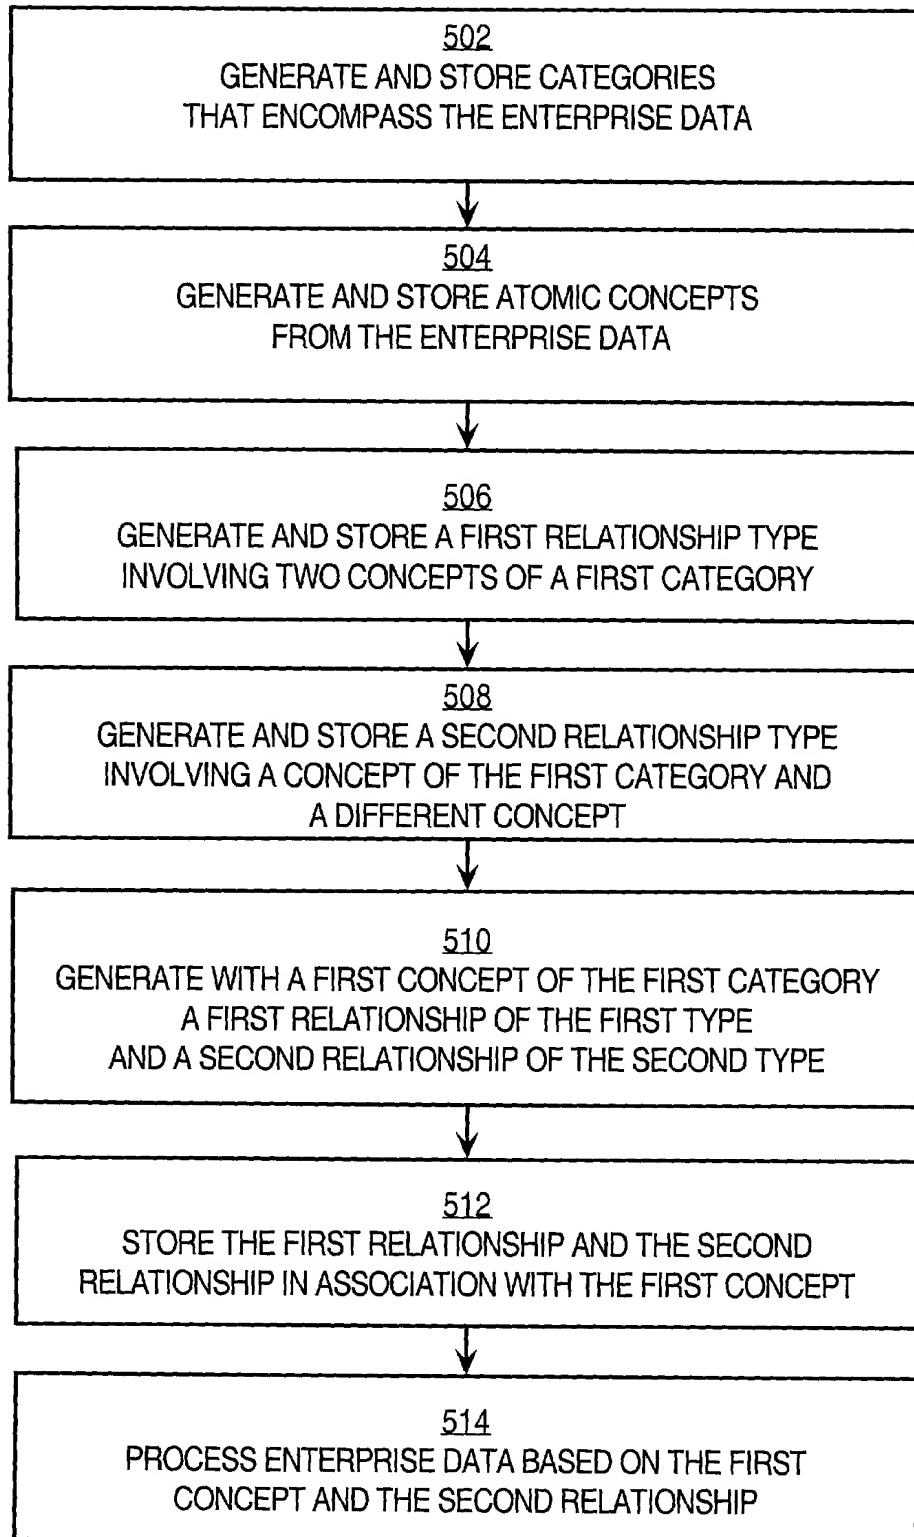 502
GENERATE AND STORE CATEGORIES
THAT ENCOMPASS THE ENTERPRISE DATA
504
GENERATE AND STORE ATOMIC CONCEPTS
FROM THE ENTERPRISE DATA
506
GENERATE AND STORE A FIRST RELATIONSHIP TYPE
INVOLVING TWO CONCEPTS OF A FIRST CATEGORY
508
GENERATE AND STORE A SECOND RELATIONSHIP TYPE
INVOLVING A CONCEPT OF THE FIRST CATEGORY AND
A DIFFERENT CONCEPT
510
GENERATE WITH A FIRST CONCEPT OF THE FIRST CATEGORY
A FIRST RELATIONSHIP OF THE FIRST TYPE
AND A SECOND RELATIONSHIP OF THE SECOND TYPE
512
STORE THE FIRST RELATIONSHIP AND THE SECOND
RELATIONSHIP IN ASSOCIATION WITH THE FIRST CONCEPT
514
PROCESS ENTERPRISE DATA BASED ON THE FIRST
CONCEPT AND THE SECOND RELATIONSHIP